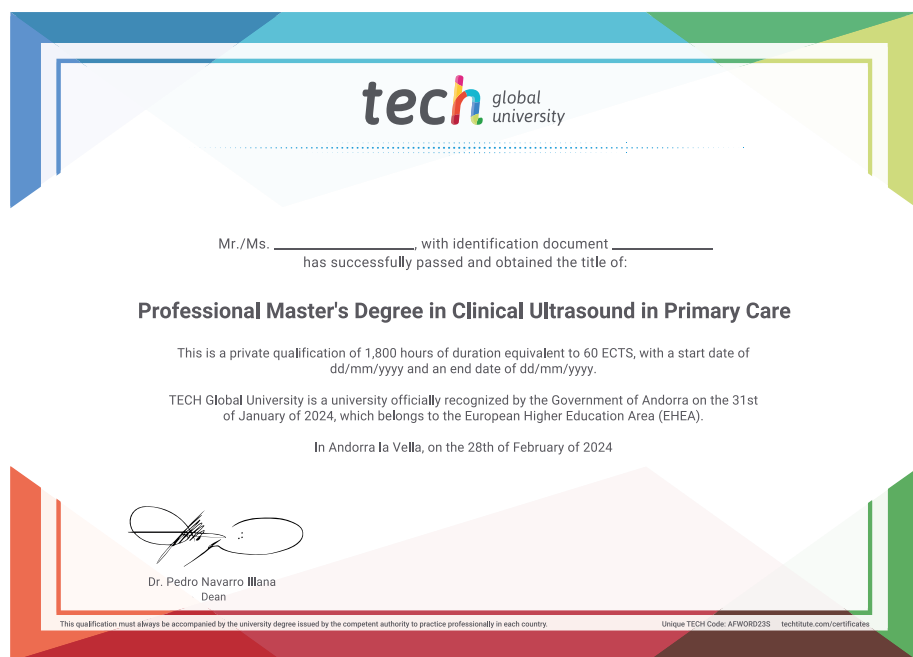 tech global university
Mr./Ms. ______________, with identification document __________
has successfully passed and obtained the title of:
Professional Master's Degree in Clinical Ultrasound in Primary Care
This is a private qualification of 1,800 hours of duration equivalent to 60 ECTS, with a start date of
dd/mm/yyyy and an end date of dd/mm/yyyy.
TECH Global University is a university officially recognized by the Government of Andorra on the 31st
of January of 2024, which belongs to the European Higher Education Area (EHEA).
In Andorra la Vella, on the 28th of February of 2024
Dr. Pedro Navarro Illana
Dean
This qualification must always be accompanied by the university degree issued by the competent authority to practice professionally in each country.
Unique TECH Code: AFWORD23S techtitute.com/certificates